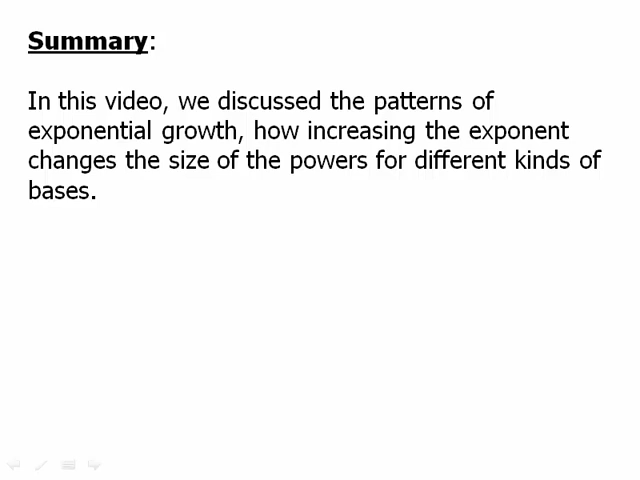 Summary:
In this video, we discussed the patterns of
exponential growth, how increasing the exponent
changes the size of the powers for different kinds of
bases.